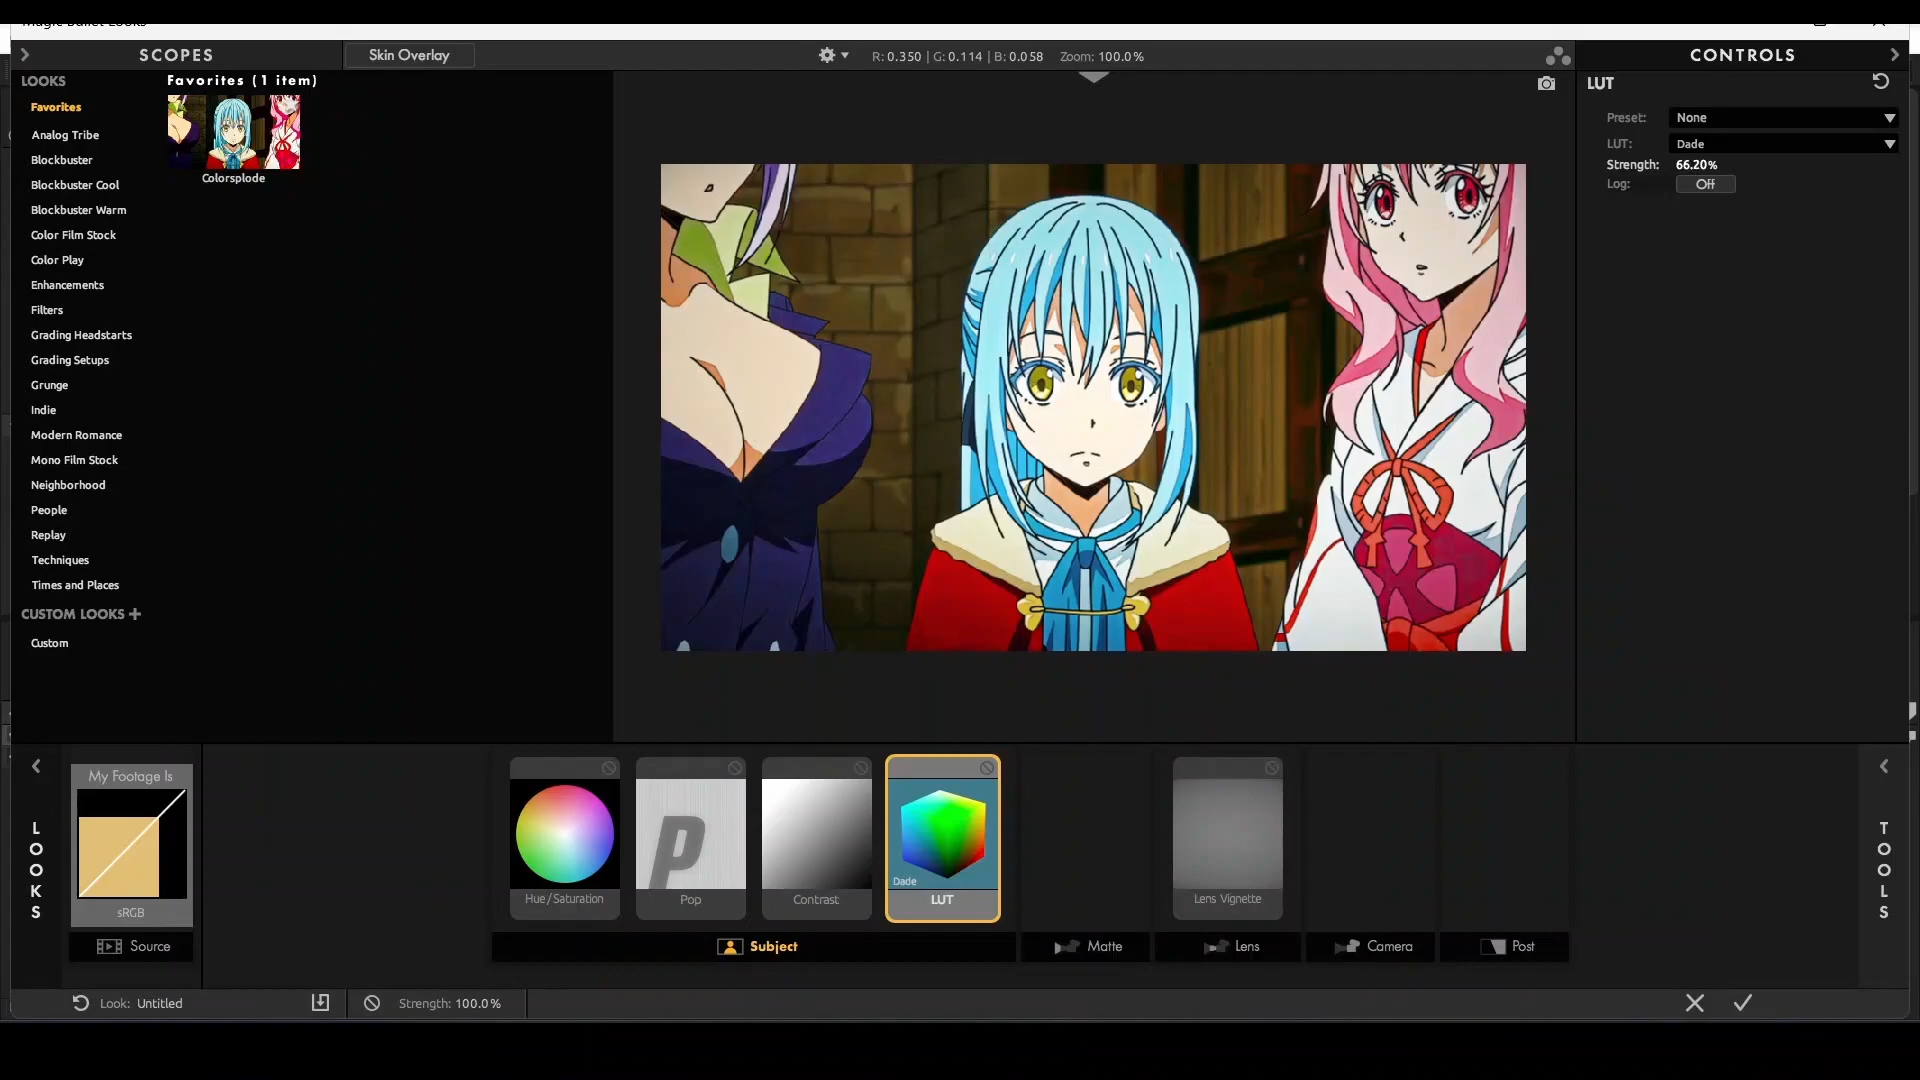 Magic Bullet Looks
SCOPES
Skin Overlay
R: 0.350 | G: 0.114 | B: 0.058 Zoom: 100.0%
CONTROLS
LOOKS
Favorites (1 item)
Favorites
Analog Tribe
Blockbuster
Blockbuster Cool
Blockbuster Warm
Color Film Stock
Color Play
Enhancements
Filters
Grading Headstarts
Grading Setups
Grunge
Indie
Modern Romance
Mono Film Stock
Neighborhood
People
Replay
Techniques
Times and Places
CUSTOM LOOKS +
Custom
Colorsplode
LUT
Preset: None
LUT: Dade
Strength: 66.20%
Log: Off
LOOKS
My Footage Is
sRGB
Source
Hue/Saturation
P
Pop
Contrast
Dade
LUT
Lens Vignette
Subject
Matte
Lens
Camera
Post
TOOLS
Look: Untitled
Strength: 100.0%